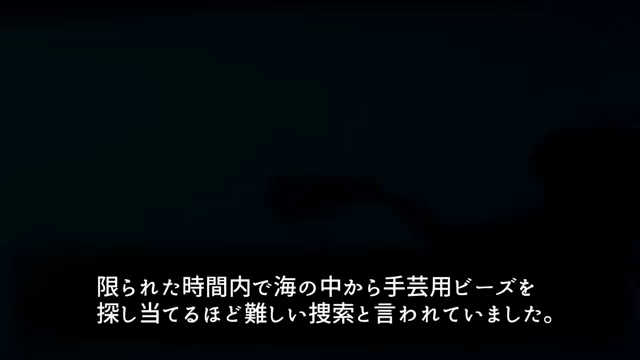 限られた時間内で海の中から手芸用ビーズを
探し当てるほど難しい捜索と言われていました。